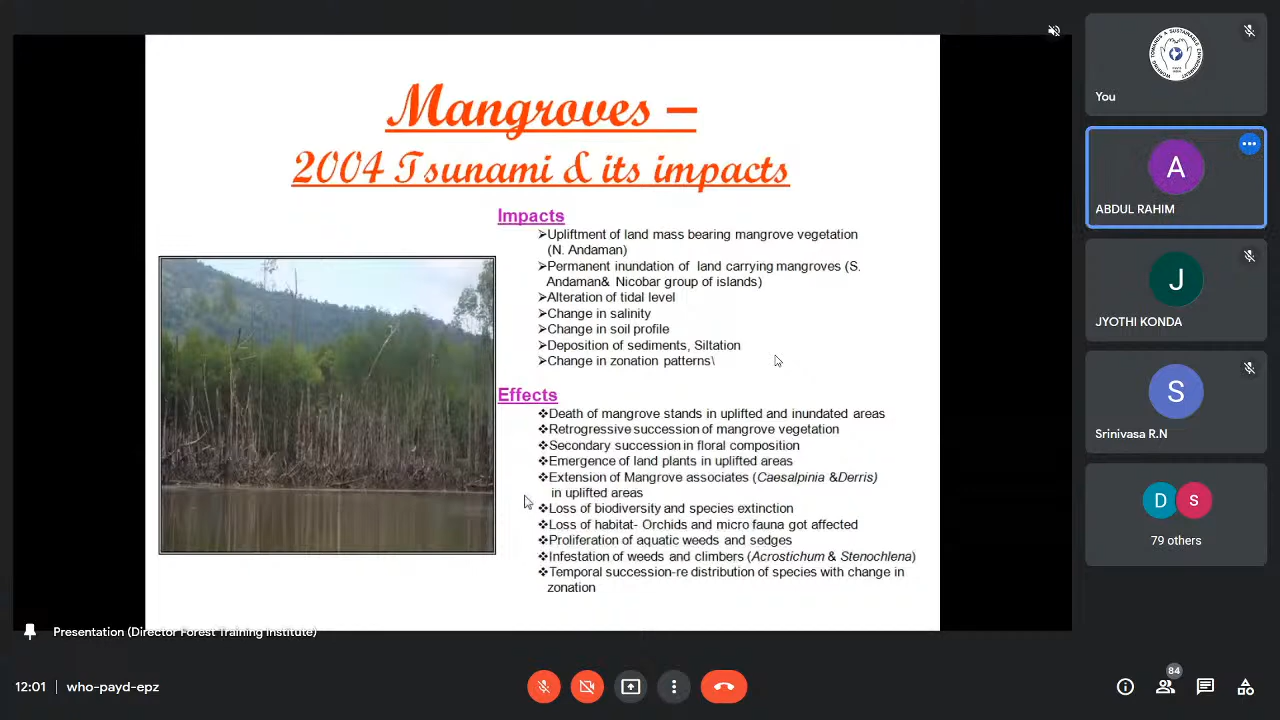 Mangroves –
2004 Tsunami & its impacts
Impacts
➢Upliftment of land mass bearing mangrove vegetation
(N. Andaman)
➢Permanent inundation of land carrying mangroves (S.
Andaman& Nicobar group of islands)
➢Alteration of tidal level
➢Change in salinity
➢Change in soil profile
➢Deposition of sediments, Siltation
➢Change in zonation patterns\
Effects
❖Death of mangrove stands in uplifted and inundated areas
❖Retrogressive succession of mangrove vegetation
❖Secondary succession in floral composition
❖Emergence of land plants in uplifted areas
❖Extension of Mangrove associates (Caesalpinia &Derris)
in uplifted areas
❖Loss of biodiversity and species extinction
❖Loss of habitat- Orchids and micro fauna got affected
❖Proliferation of aquatic weeds and sedges
❖Infestation of weeds and climbers (Acrostichum & Stenochlena)
❖Temporal succession-re distribution of species with change in
zonation
Presentation (Director Forest Training Institute)
12:01 | who-payd-epz
You
A
ABDUL RAHIM
J
JYOTHI KONDA
S
Srinivasa R.N
D S
79 others
84